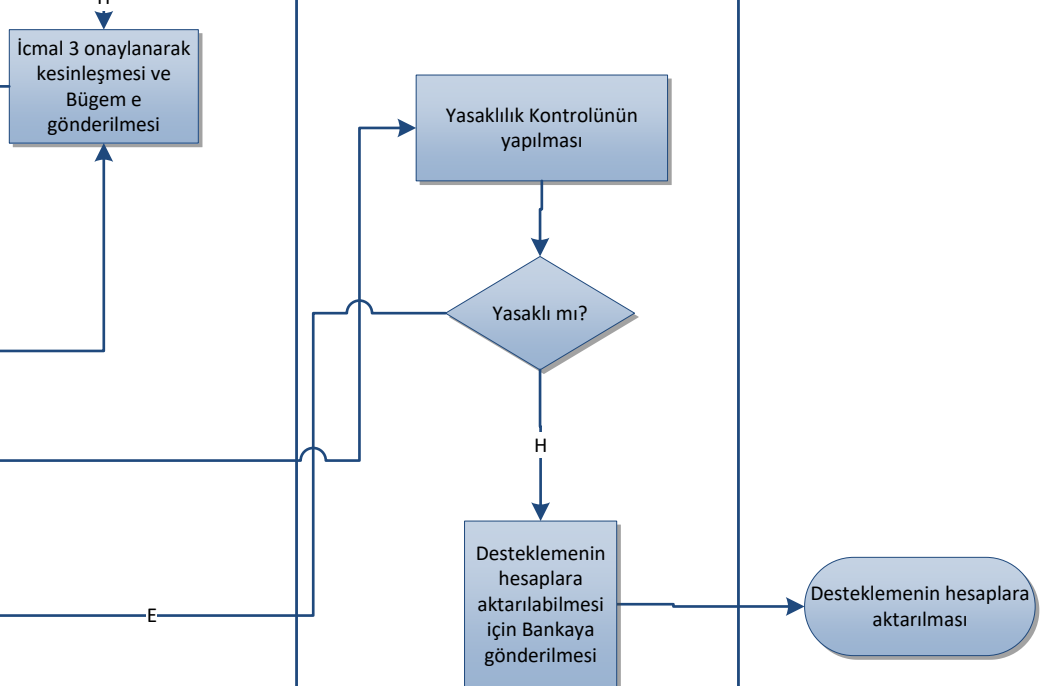 İcmal 3 onaylanarak
kesinleşmesi ve
Bügem e
gönderilmesi
Yasaklılık Kontrolünün
yapılması
Yasaklı mı?
H
Desteklemenin
hesaplara
aktarılabilmesi
için Bankaya
gönderilmesi
Desteklemenin hesaplara
aktarılması
E